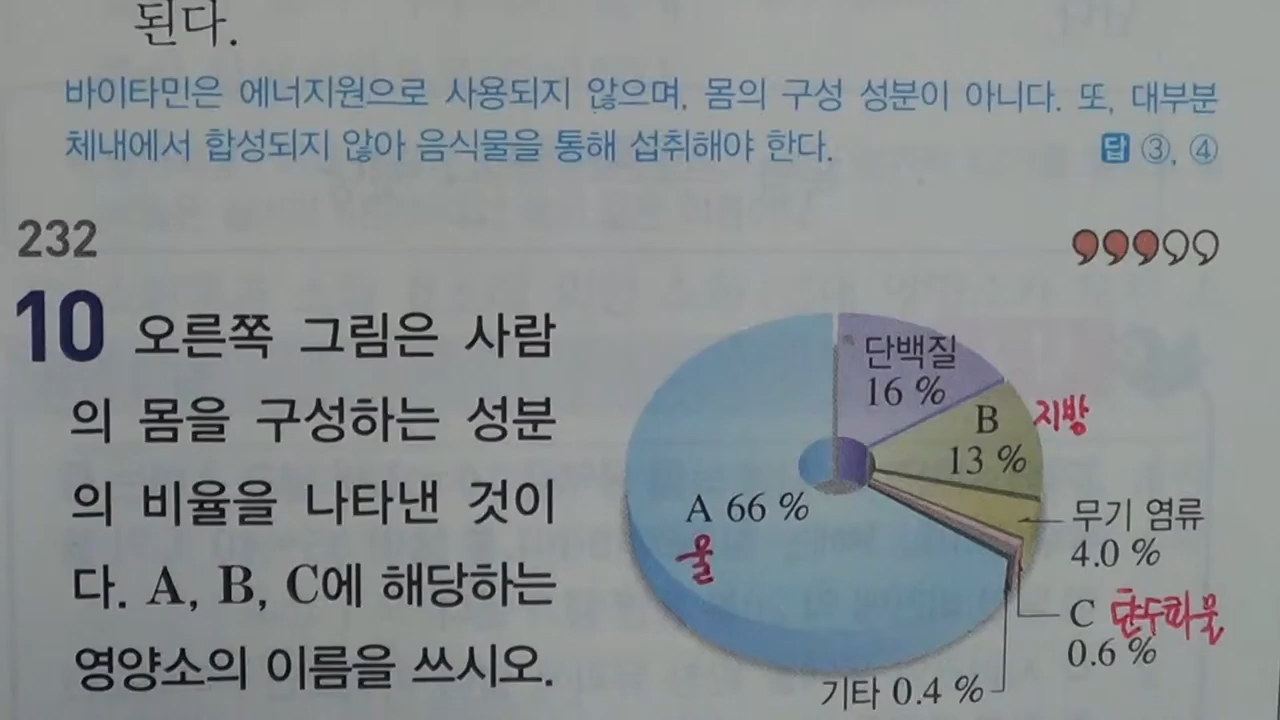 된다.
바이타민은 에너지원으로 사용되지 않으며, 몸의 구성 성분이 아니다. 또, 대부분
체내에서 합성되지 않아 음식물을 통해 섭취해야 한다. 답 ③, ④
232
10 오른쪽 그림은 사람
의 몸을 구성하는 성분
의 비율을 나타낸 것이
다. A, B, C에 해당하는
영양소의 이름을 쓰시오.
단백질
16 %
B 지방
13 %
A 66 %
물
무기 염류
4.0 %
C 탄수화물
0.6 %
기타 0.4 %